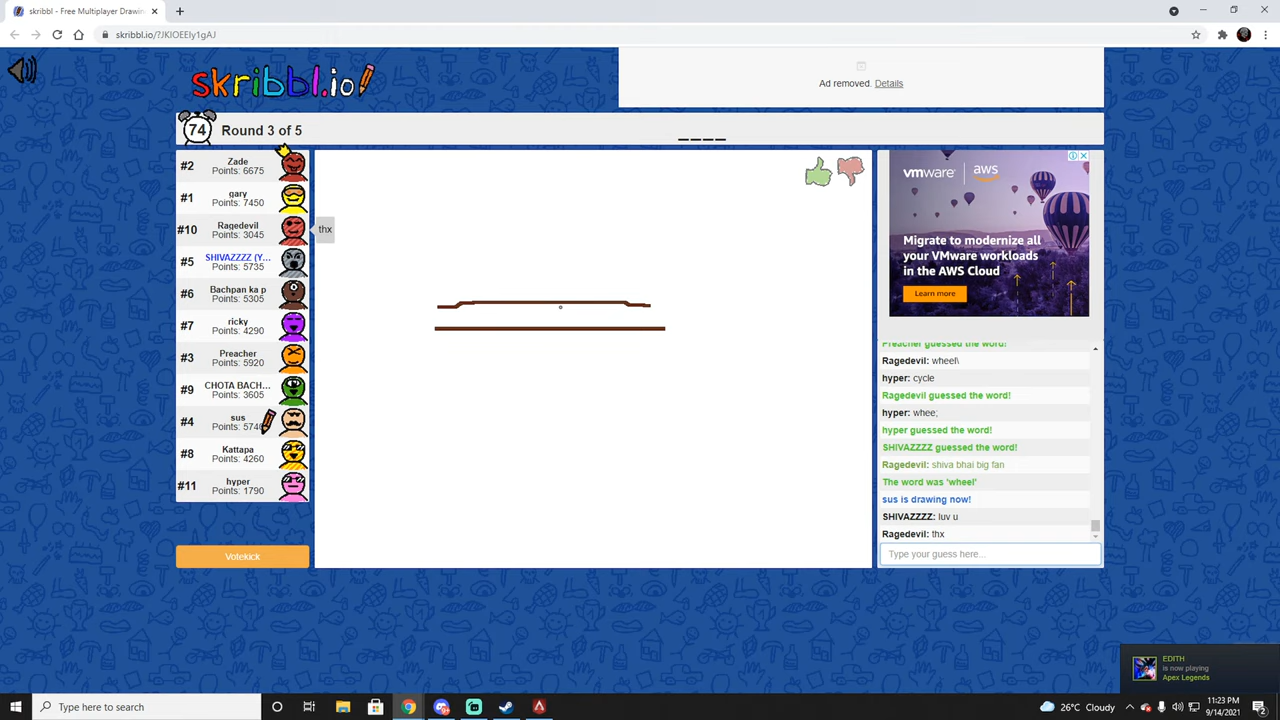 skribbl - Free Multiplayer Drawin
skribbl.io/?JKIOEEIy1gAJ
skribbl.io
Ad removed. Details
74
Round 3 of 5
____
#2
Zade
Points: 6675
#1
gary
Points: 7450
#10
Ragedevil
Points: 3045
thx
#5
SHIVAZZZZ (Y...
Points: 5735
#6
Bachpan ka p
Points: 5305
#7
ricky
Points: 4290
#3
Preacher
Points: 5920
#9
CHOTA BACH...
Points: 3605
#4
sus
Points: 5740
#8
Kattapa
Points: 4260
#11
hyper
Points: 1790
Votekick
vmware aws
Migrate to modernize all
your VMware workloads
in the AWS Cloud
Learn more
Preacher guessed the word!
Ragedevil: wheel\
hyper: cycle
Ragedevil guessed the word!
hyper: whee;
hyper guessed the word!
SHIVAZZZZ guessed the word!
Ragedevil: shiva bhai big fan
The word was 'wheel'
sus is drawing now!
SHIVAZZZZ: luv u
Ragedevil: thx
Type your guess here...
EDITH
is now playing
Apex Legends
Type here to search
26°C Cloudy
11:23 PM
9/14/2021
2